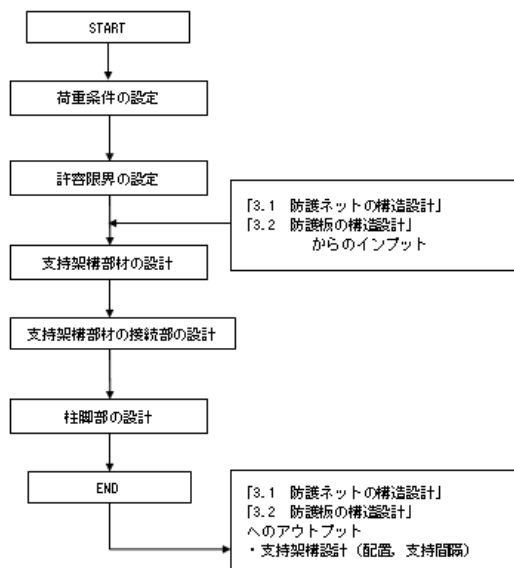 START
荷重条件の設定
許容限界の設定
「3.1 防護ネットの構造設計」
「3.2 防護板の構造設計」
からのインプット
支持架構部材の設計
支持架構部材の接続部の設計
柱脚部の設計
END
「3.1 防護ネットの構造設計」
「3.2 防護板の構造設計」
へのアウトプット
・支持架構設計（配置，支持間隔）